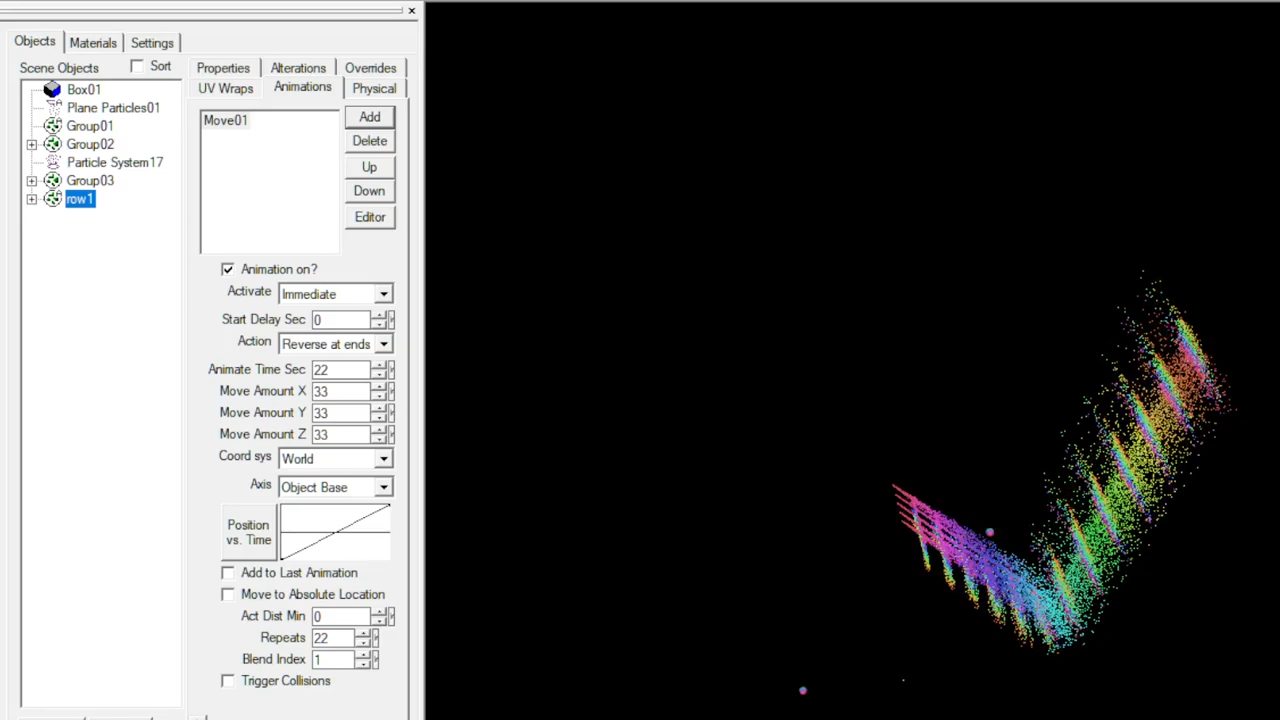 Objects Materials Settings
Scene Objects Sort
Box01
Plane Particles01
Group01
Group02
Particle System17
Group03
row1
Properties Alterations Overrides
UV Wraps Animations Physical
Move01
Add
Delete
Up
Down
Editor
Animation on?
Activate Immediate
Start Delay Sec 0
Action Reverse at ends
Animate Time Sec 22
Move Amount X 33
Move Amount Y 33
Move Amount Z 33
Coord sys World
Axis Object Base
Position
vs. Time
Add to Last Animation
Move to Absolute Location
Act Dist Min 0
Repeats 22
Blend Index 1
Trigger Collisions